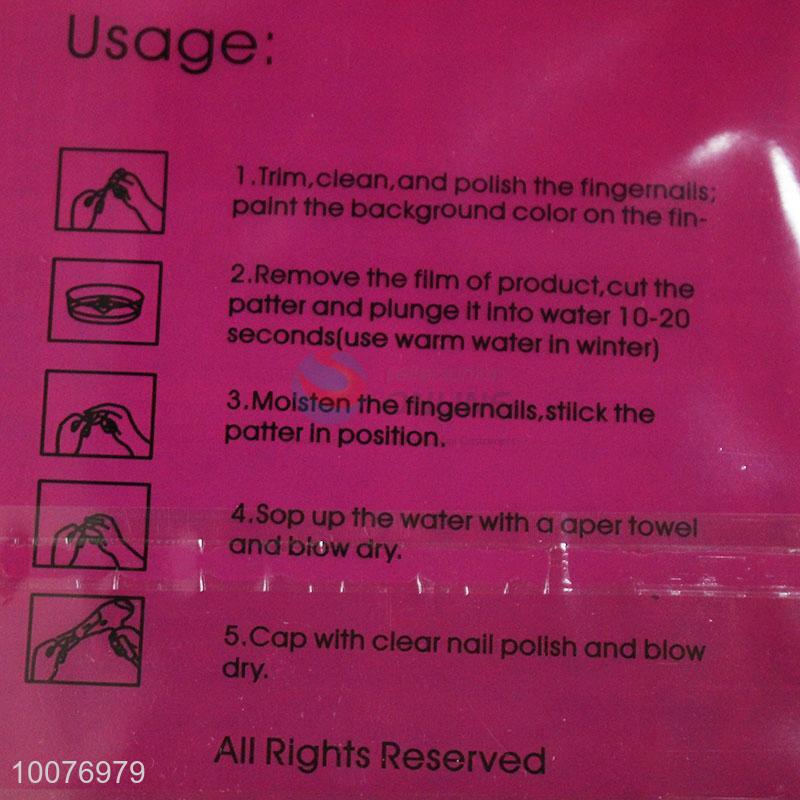 Usage:
1.Trim,clean,and polish the fingernails;
paint the background color on the fin-
2.Remove the film of product,cut the
patter and plunge it into water 10-20
seconds(use warm water in winter)
3.Moisten the fingernails,stiick the
patter in position.
4.Sop up the water with a aper towel
and blow dry.
5.Cap with clear nail polish and blow
dry.
All Rights Reserved
10076979